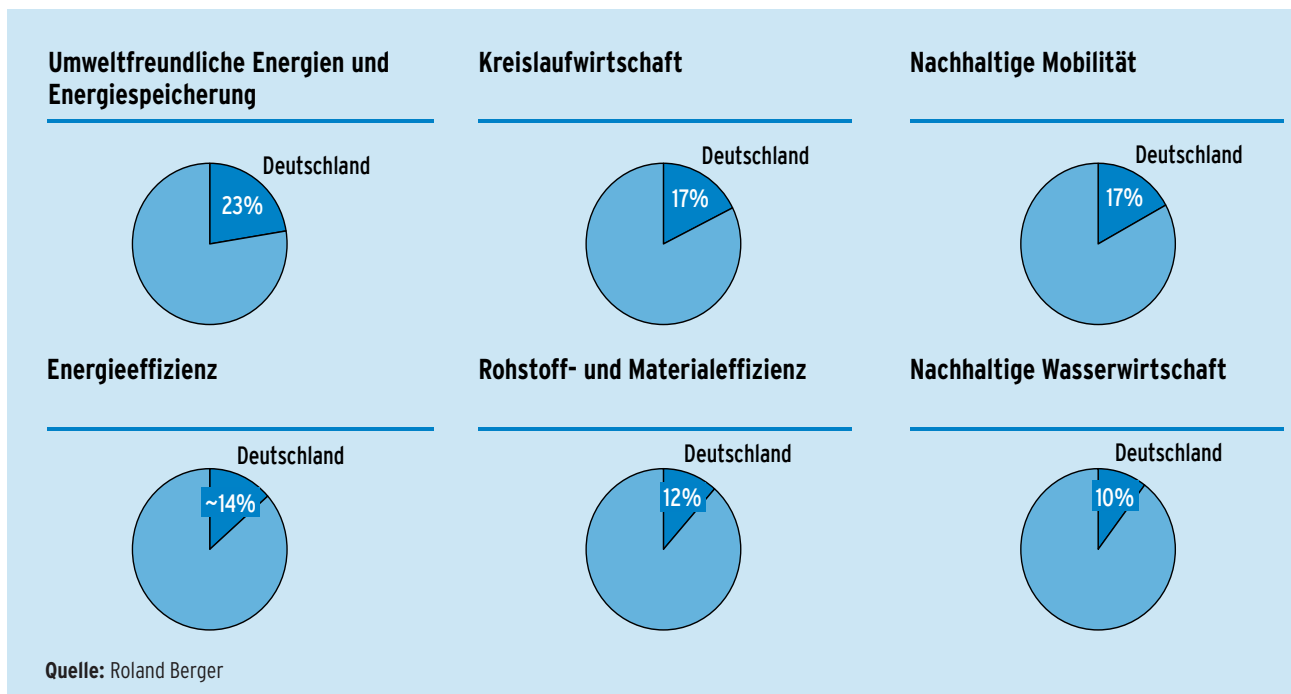 Umweltfreundliche Energien und
Energiespeicherung
Deutschland
23%
Kreislaufwirtschaft
Deutschland
17%
Nachhaltige Mobilität
Deutschland
17%
Energieeffizienz
Deutschland
~14%
Rohstoff- und Materialeffizienz
Deutschland
12%
Nachhaltige Wasserwirtschaft
Deutschland
10%
Quelle: Roland Berger